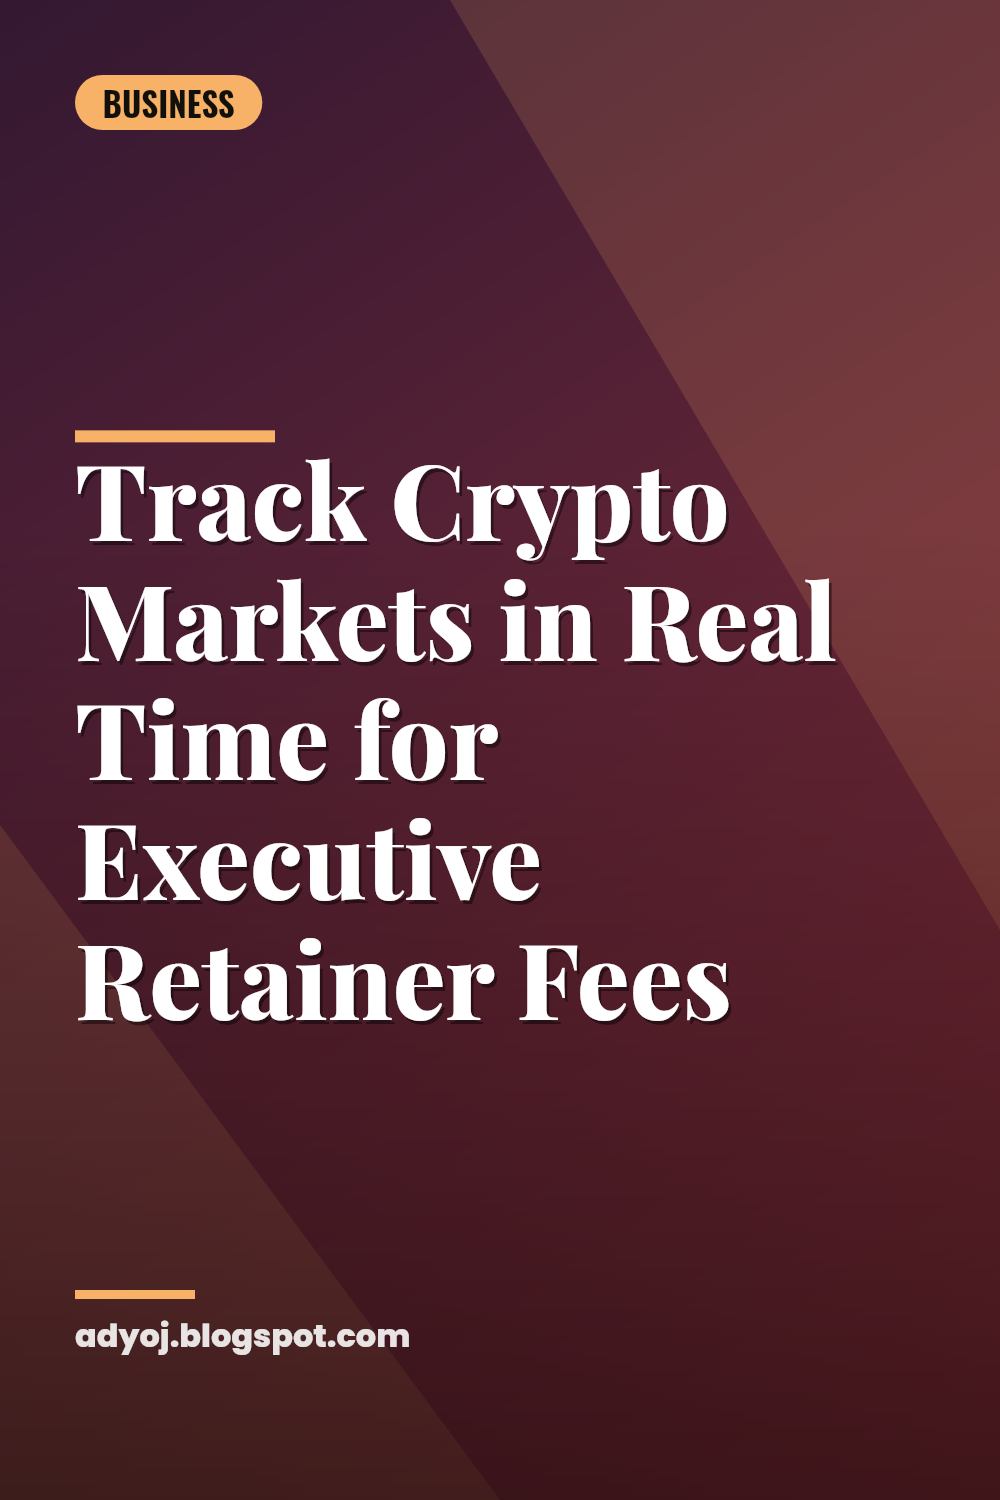 BUSINESS
Track Crypto
Markets in Real
Time for
Executive
Retainer Fees
adyoj.blogspot.com